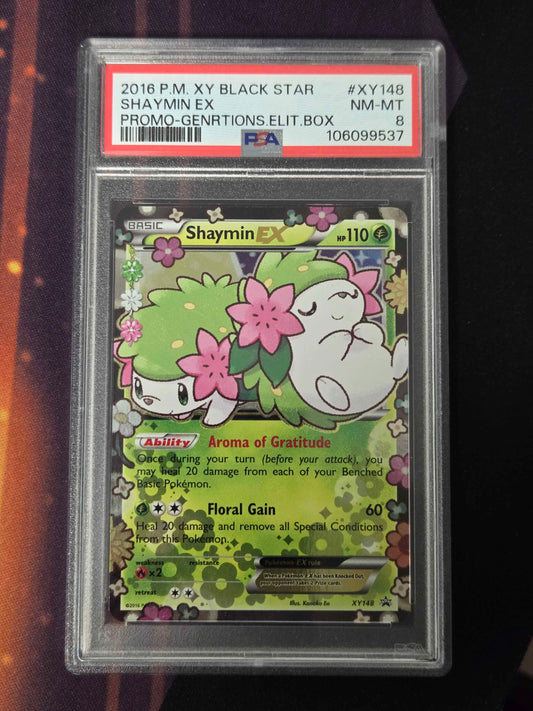 2016 P.M. XY BLACK STAR #XY148
SHAYMIN EX NM-MT
PROMO-GENRTIONS.ELIT.BOX 8
PSA 106099537
BASIC
Shaymin EX HP 110
Ability Aroma of Gratitude
Once during your turn (before your attack), you
may heal 20 damage from each of your Benched
Basic Pokémon.
Floral Gain 60
Heal 20 damage and remove all Special Conditions
from this Pokémon.
weakness resistance
×2
Pokémon EX rule
When a Pokémon EX has been Knocked Out,
your opponent takes 2 Prize cards.
retreat
©2016 Illus. Kanako Eo XY148